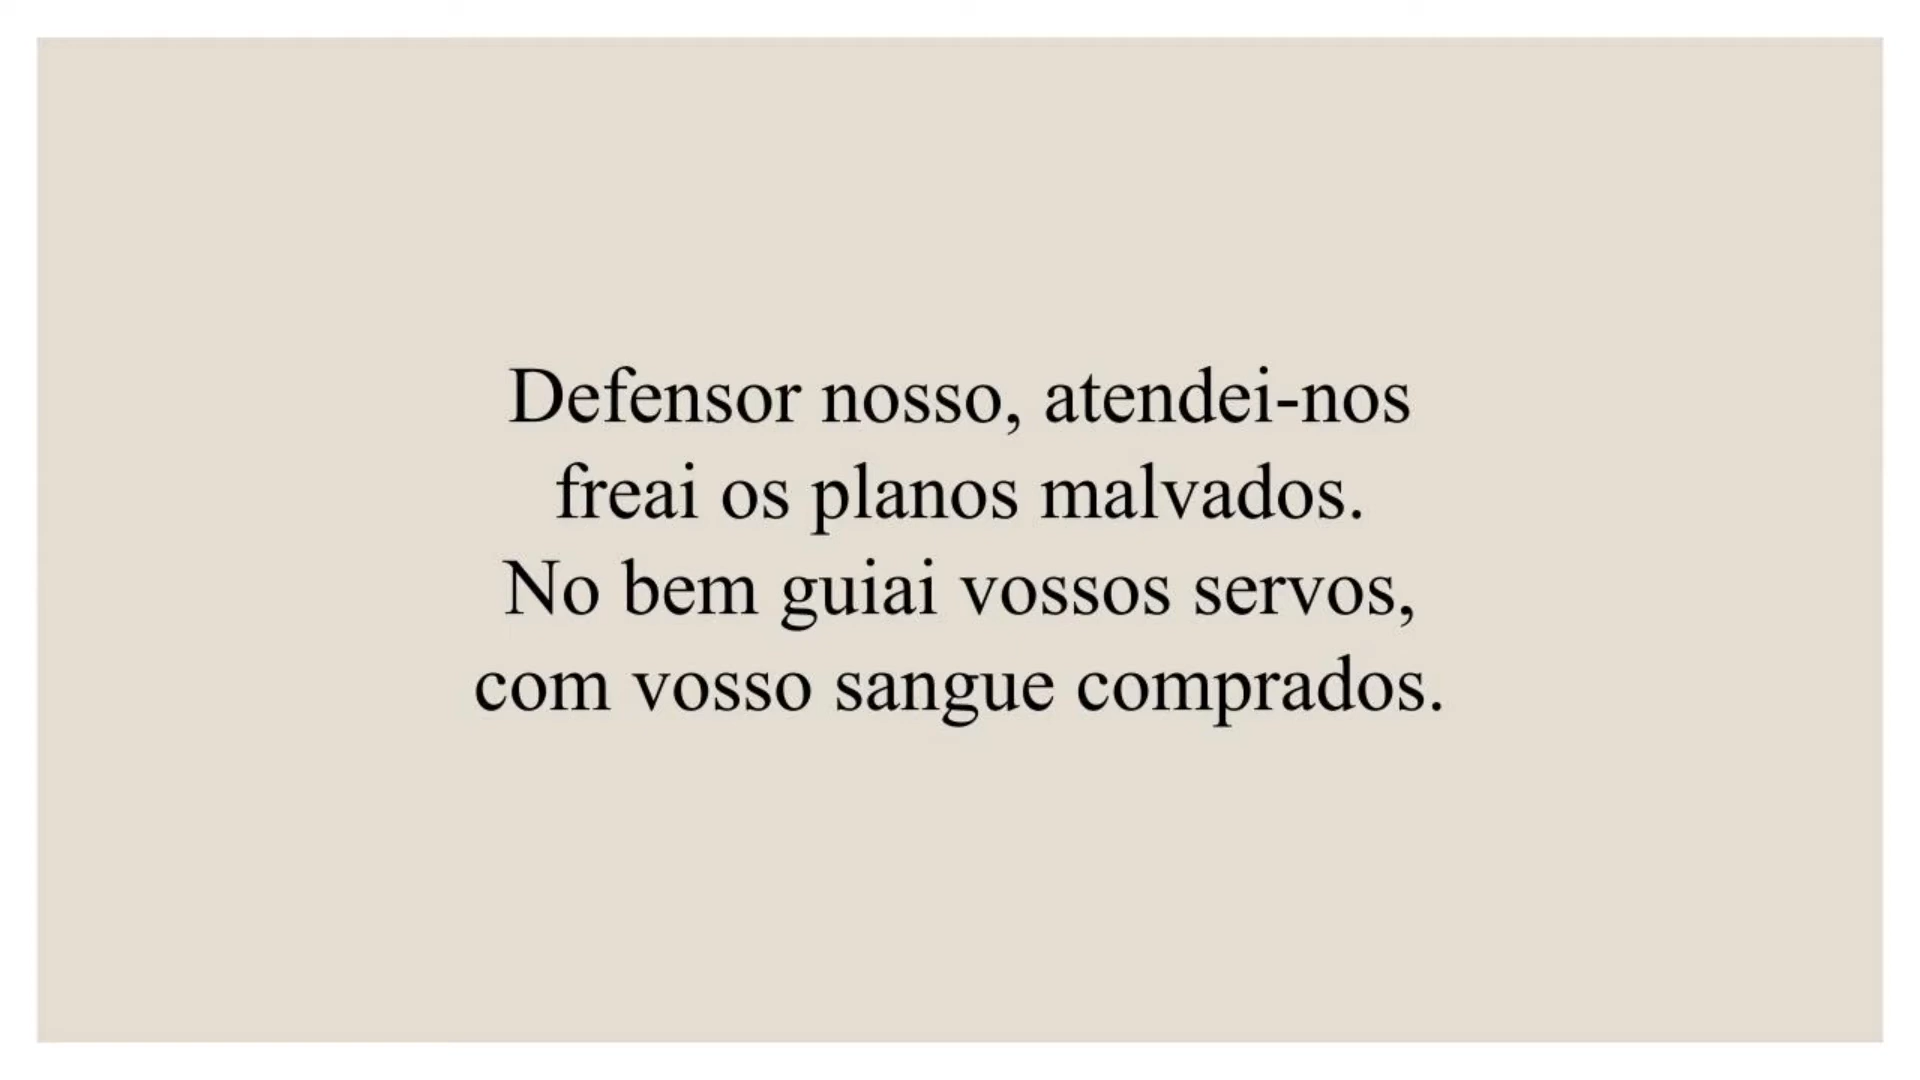 Defensor nosso, atendei-nos
freai os planos malvados.
No bem guiai vossos servos,
com vosso sangue comprados.